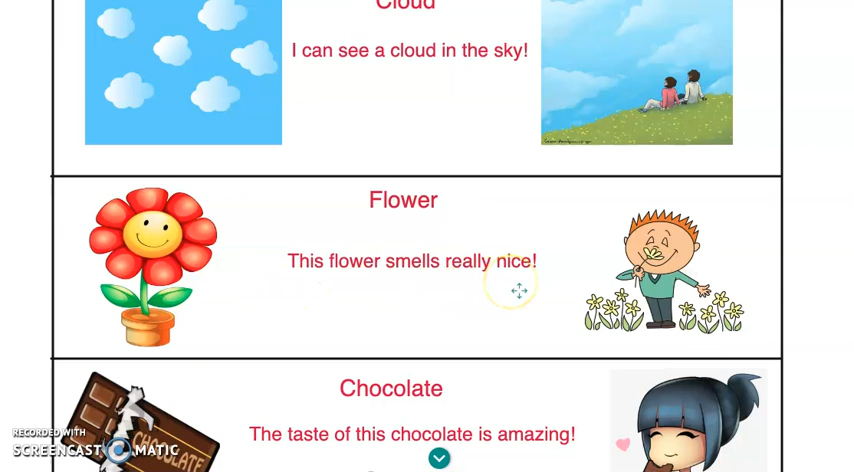 Cloud
I can see a cloud in the sky!
Flower
This flower smells really nice!
Chocolate
CHOCOLATE
The taste of this chocolate is amazing!
RECORDED WITH
SCREENCAST MATIC